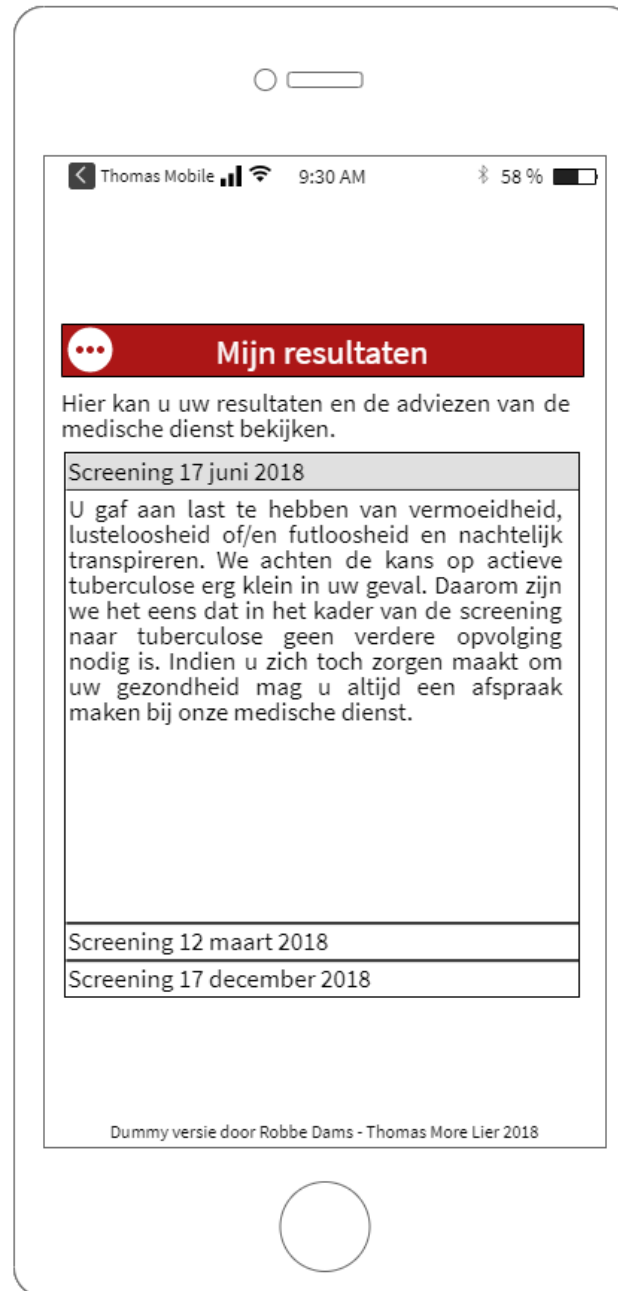 Thomas Mobile 9:30 AM 58 %
Mijn resultaten
Hier kan u uw resultaten en de adviezen van de
medische dienst bekijken.
Screening 17 juni 2018
U gaf aan last te hebben van vermoeidheid,
lusteloosheid of/en futloosheid en nachtelijk
transpireren. We achten de kans op actieve
tuberculose erg klein in uw geval. Daarom zijn
we het eens dat in het kader van de screening
naar tuberculose geen verdere opvolging
nodig is. Indien u zich toch zorgen maakt om
uw gezondheid mag u altijd een afspraak
maken bij onze medische dienst.
Screening 12 maart 2018
Screening 17 december 2018
Dummy versie door Robbe Dams - Thomas More Lier 2018